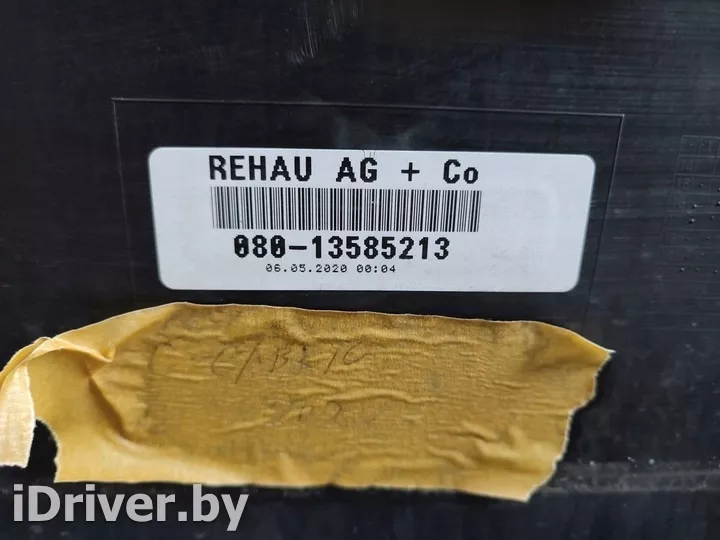 REHAU AG + Co
080-13585213
06.05.2020 00:04
iDriver.by